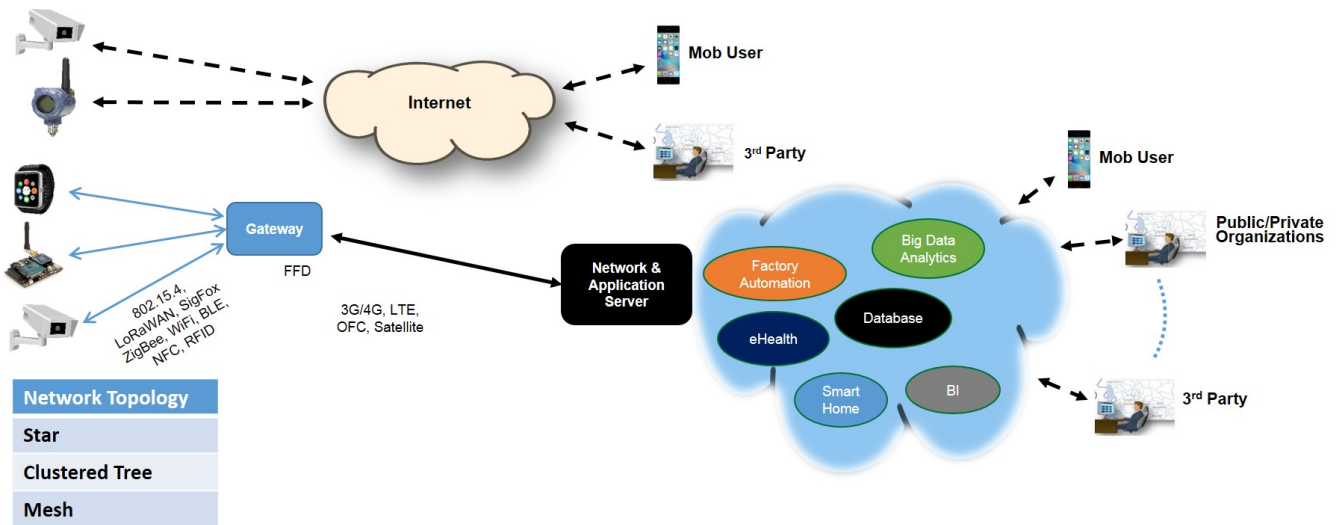 Mob User
Internet
3rd Party
Mob User
Gateway
FFD
Public/Private
Organizations
Big Data
Analytics
Network &
Application
Server
Factory
Automation
802.15.4,
LoRaWAN, SigFox
ZigBee, WiFi, BLE,
NFC, RFID
3G/4G, LTE,
OFC, Satellite
Database
eHealth
Smart
Home
BI
3rd Party
Network Topology
Star
Clustered Tree
Mesh